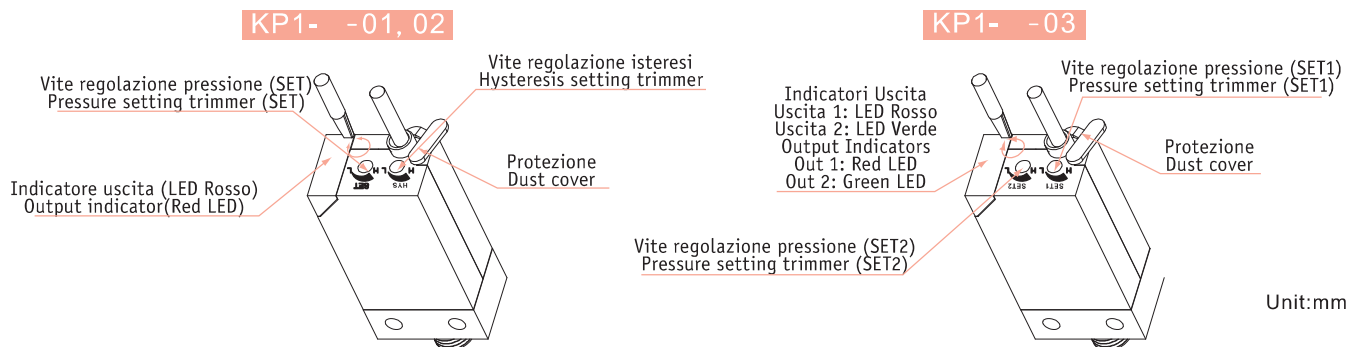 KP1- -01, 02
Vite regolazione pressione (SET)
Pressure setting trimmer (SET)
Vite regolazione isteresi
Hysteresis setting trimmer
Protezione
Dust cover
Indicatore uscita (LED Rosso)
Output indicator(Red LED)
L SET H L HYS H
KP1- -03
Indicatori Uscita
Uscita 1: LED Rosso
Uscita 2: LED Verde
Output Indicators
Out 1: Red LED
Out 2: Green LED
Vite regolazione pressione (SET1)
Pressure setting trimmer (SET1)
Protezione
Dust cover
L SET2 H L SET1 H
Vite regolazione pressione (SET2)
Pressure setting trimmer (SET2)
Unit:mm